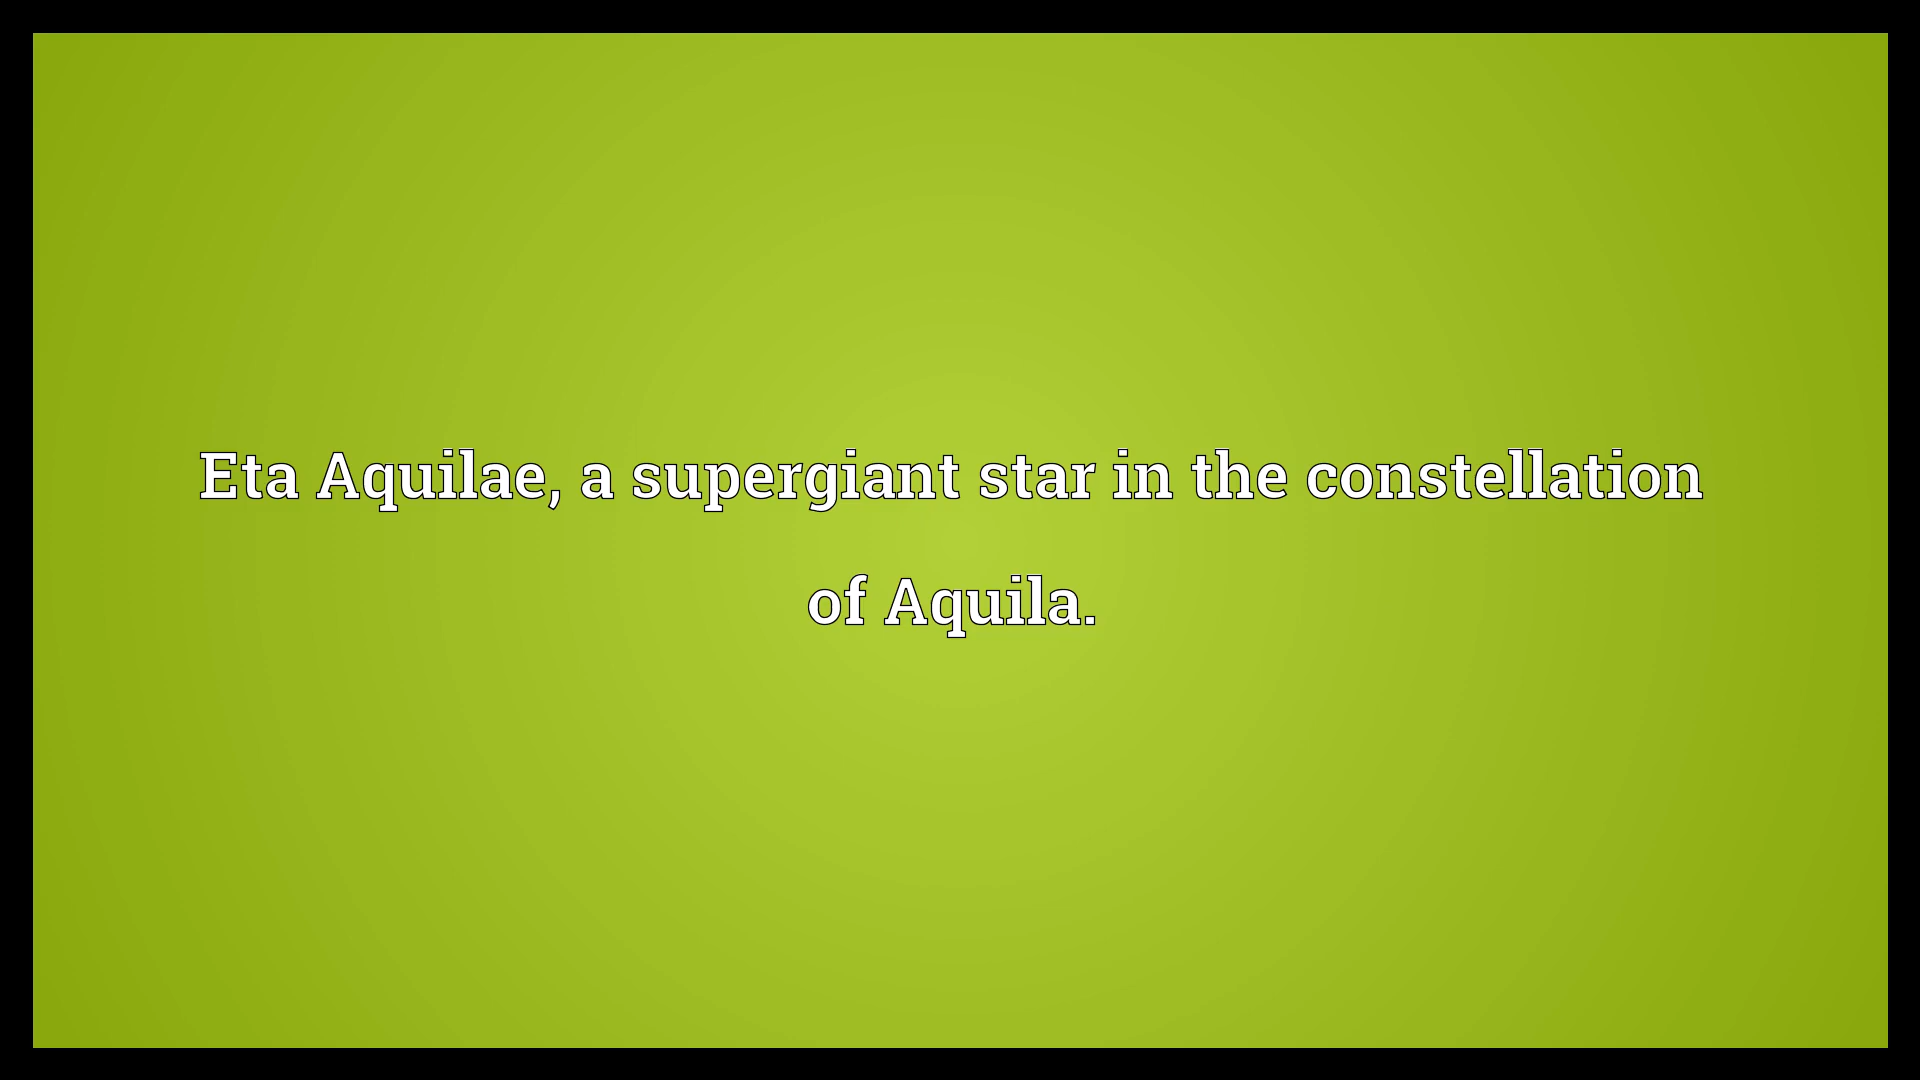 Eta Aquilae, a supergiant star in the constellation
of Aquila.